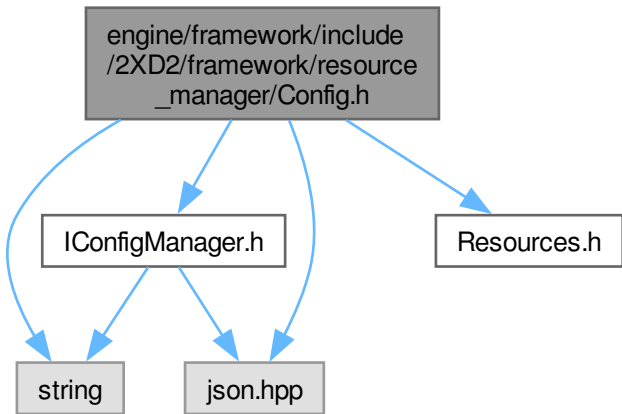 engine/framework/include
/2XD2/framework/resource
_manager/Config.h
IConfigManager.h
Resources.h
string
json.hpp